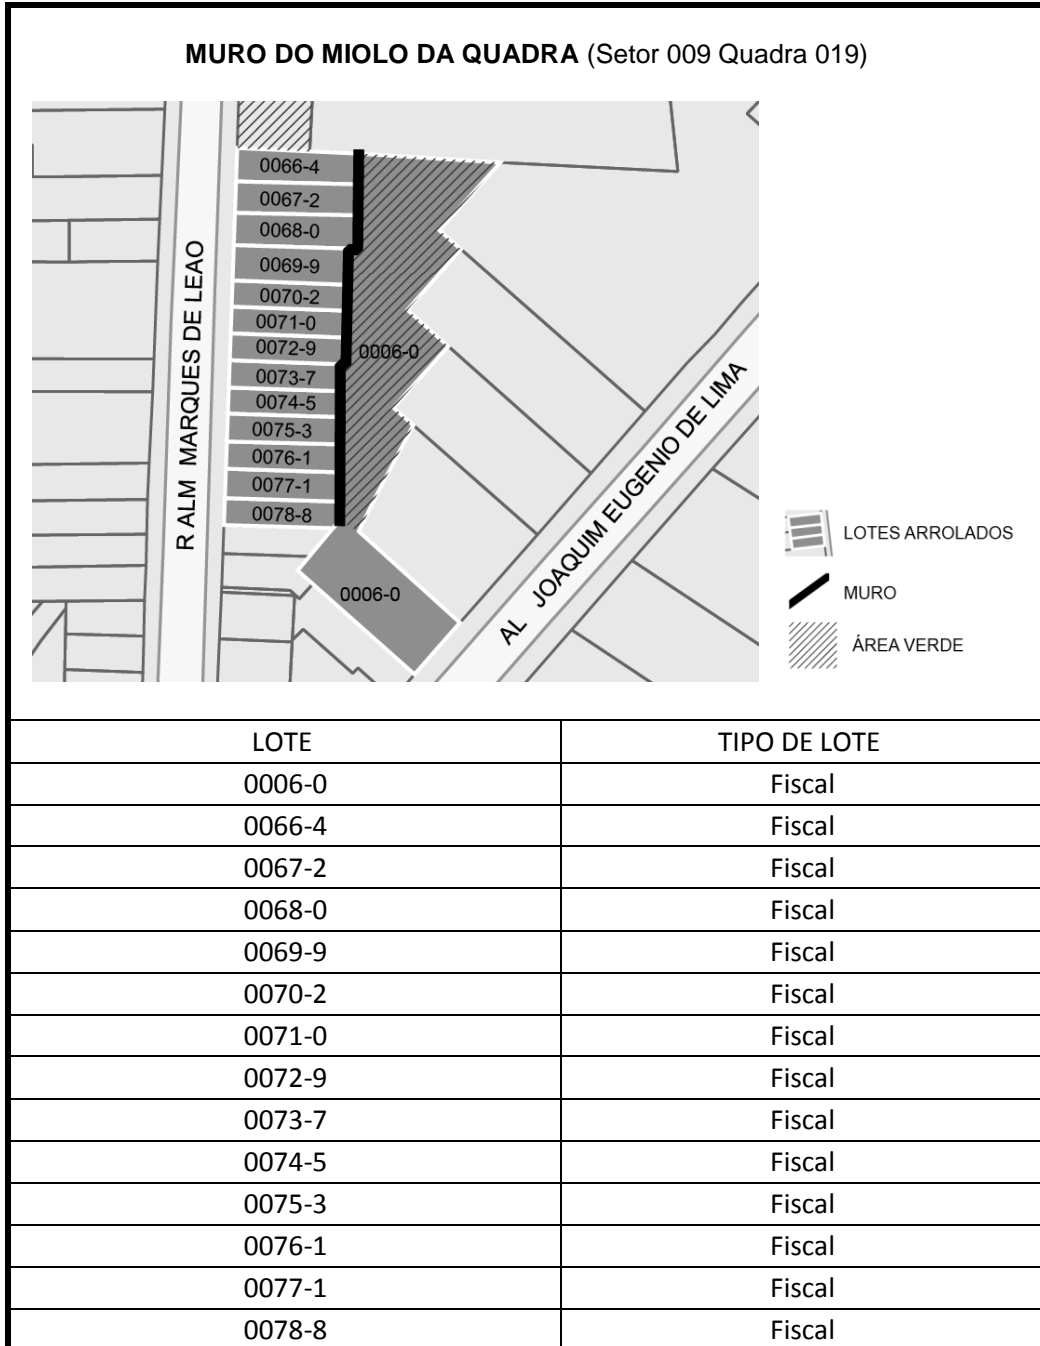 MURO DO MIOLO DA QUADRA (Setor 009 Quadra 019)
0066-4
0067-2
0068-0
0069-9
0070-2
0071-0
0072-9
0073-7
0074-5
0075-3
0076-1
0077-1
0078-8
0006-0
0006-0
R ALM MARQUES DE LEAO
AL JOAQUIM EUGENIO DE LIMA
LOTES ARROLADOS
MURO
ÁREA VERDE
LOTE TIPO DE LOTE
0006-0 Fiscal
0066-4 Fiscal
0067-2 Fiscal
0068-0 Fiscal
0069-9 Fiscal
0070-2 Fiscal
0071-0 Fiscal
0072-9 Fiscal
0073-7 Fiscal
0074-5 Fiscal
0075-3 Fiscal
0076-1 Fiscal
0077-1 Fiscal
0078-8 Fiscal